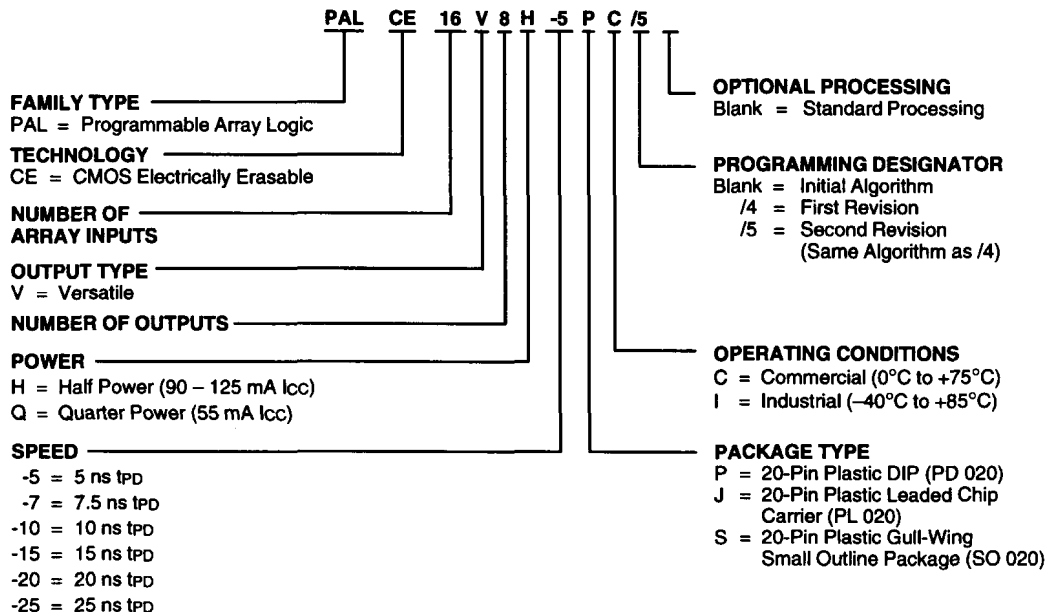 PAL CE 16 V 8 H -5 P C /5
FAMILY TYPE
PAL = Programmable Array Logic
TECHNOLOGY
CE = CMOS Electrically Erasable
NUMBER OF
ARRAY INPUTS
OUTPUT TYPE
V = Versatile
NUMBER OF OUTPUTS
POWER
H = Half Power (90 – 125 mA ICC)
Q = Quarter Power (55 mA ICC)
SPEED
-5 = 5 ns tPD
-7 = 7.5 ns tPD
-10 = 10 ns tPD
-15 = 15 ns tPD
-20 = 20 ns tPD
-25 = 25 ns tPD
OPTIONAL PROCESSING
Blank = Standard Processing
PROGRAMMING DESIGNATOR
Blank = Initial Algorithm
/4 = First Revision
/5 = Second Revision
(Same Algorithm as /4)
OPERATING CONDITIONS
C = Commercial (0°C to +75°C)
I = Industrial (–40°C to +85°C)
PACKAGE TYPE
P = 20-Pin Plastic DIP (PD 020)
J = 20-Pin Plastic Leaded Chip
Carrier (PL 020)
S = 20-Pin Plastic Gull-Wing
Small Outline Package (SO 020)